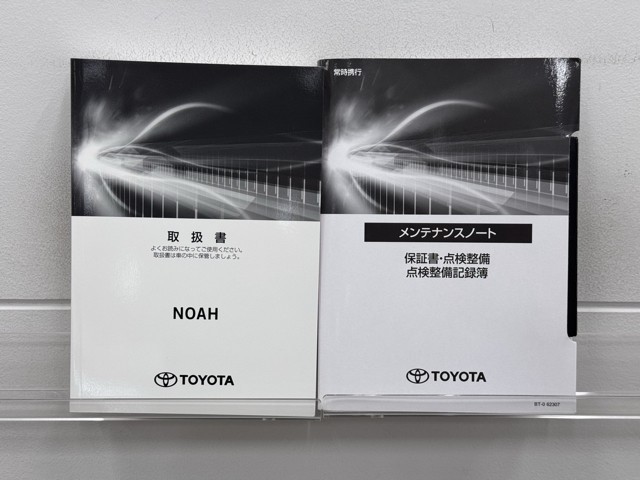 取扱書
よくお読みになってご使用ください。
取扱書は車の中に保管しましょう。
NOAH
TOYOTA
常時携行
メンテナンスノート
保証書・点検整備
点検整備記録簿
TOYOTA